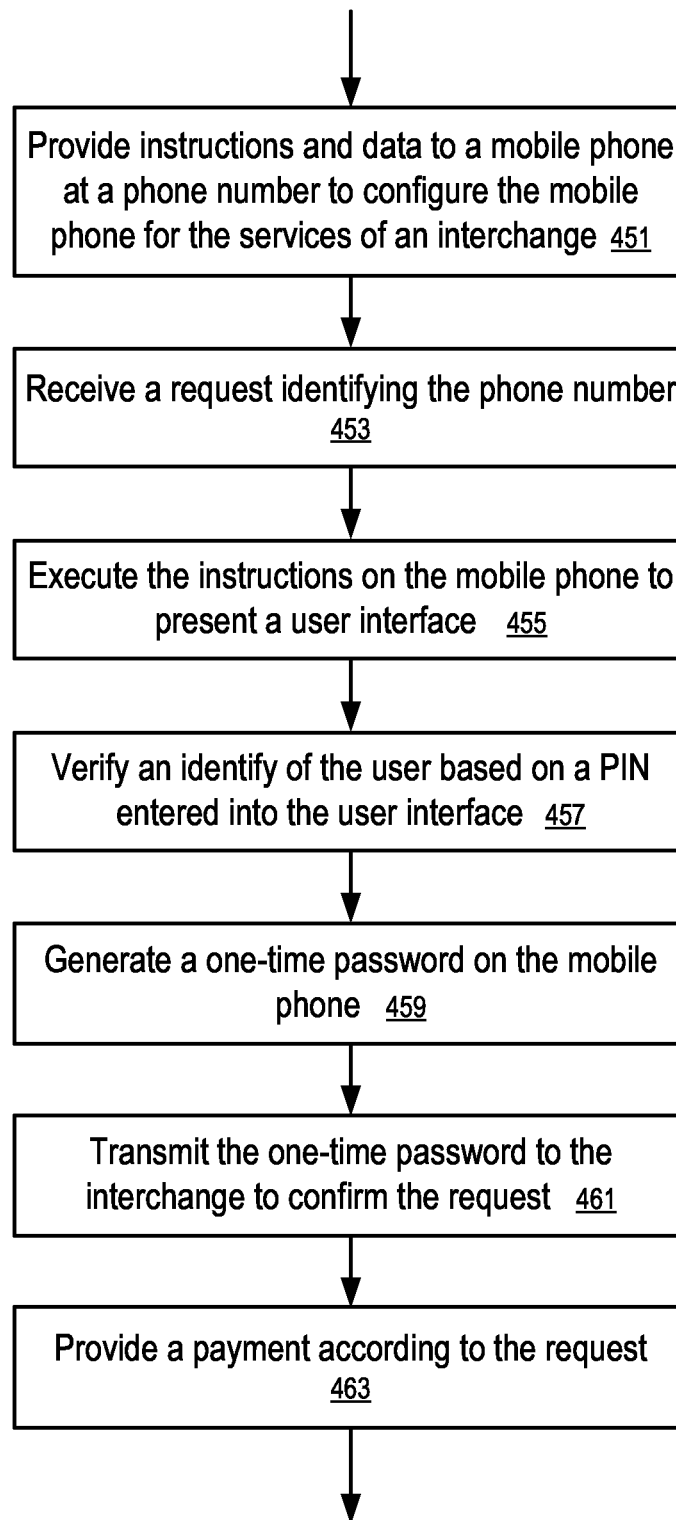 Provide instructions and data to a mobile phone
at a phone number to configure the mobile
phone for the services of an interchange 451
Receive a request identifying the phone number
453
Execute the instructions on the mobile phone to
present a user interface 455
Verify an identify of the user based on a PIN
entered into the user interface 457
Generate a one-time password on the mobile
phone 459
Transmit the one-time password to the
interchange to confirm the request 461
Provide a payment according to the request
463